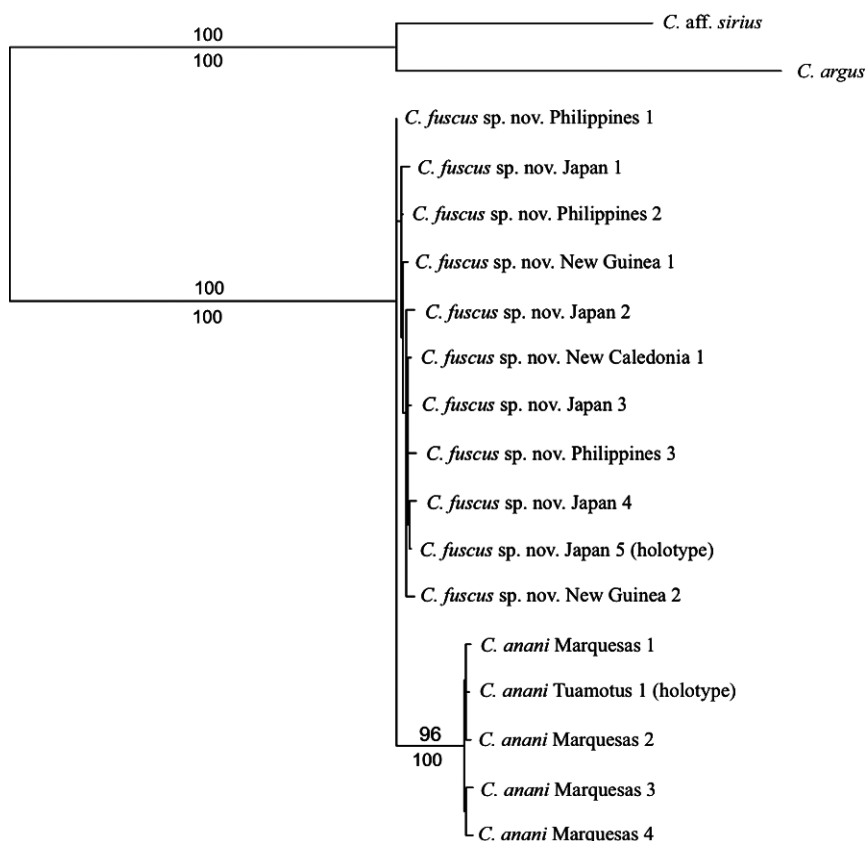 100
100
C. aff. sirius
C. argus
C. fuscus sp. nov. Philippines 1
C. fuscus sp. nov. Japan 1
C. fuscus sp. nov. Philippines 2
C. fuscus sp. nov. New Guinea 1
100
100
C. fuscus sp. nov. Japan 2
C. fuscus sp. nov. New Caledonia 1
C. fuscus sp. nov. Japan 3
C. fuscus sp. nov. Philippines 3
C. fuscus sp. nov. Japan 4
C. fuscus sp. nov. Japan 5 (holotype)
C. fuscus sp. nov. New Guinea 2
C. anani Marquesas 1
C. anani Tuamotus 1 (holotype)
96
100
C. anani Marquesas 2
C. anani Marquesas 3
C. anani Marquesas 4